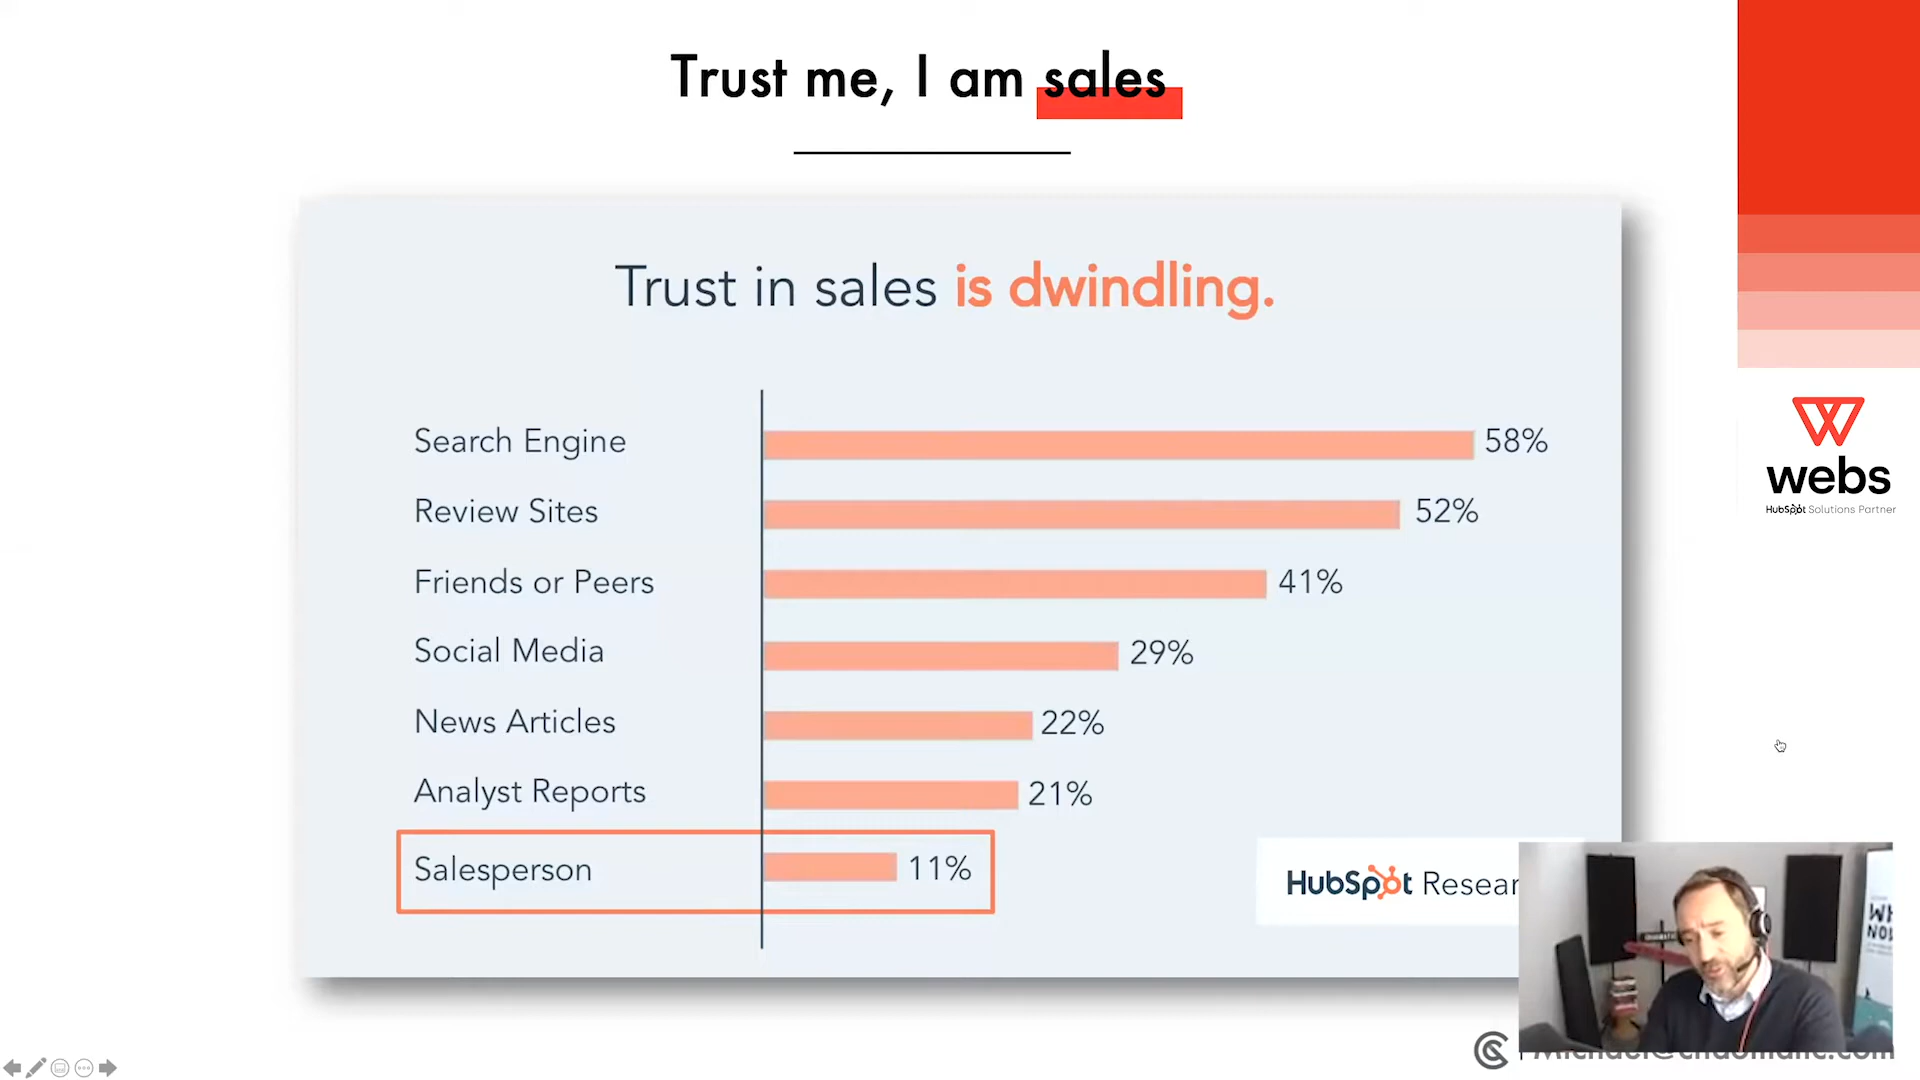 Trust me, I am sales
Trust in sales is dwindling.
Search Engine 58%
Review Sites 52%
Friends or Peers 41%
Social Media 29%
News Articles 22%
Analyst Reports 21%
Salesperson 11%
HubSpot
webs
HubSpot Solutions Partner